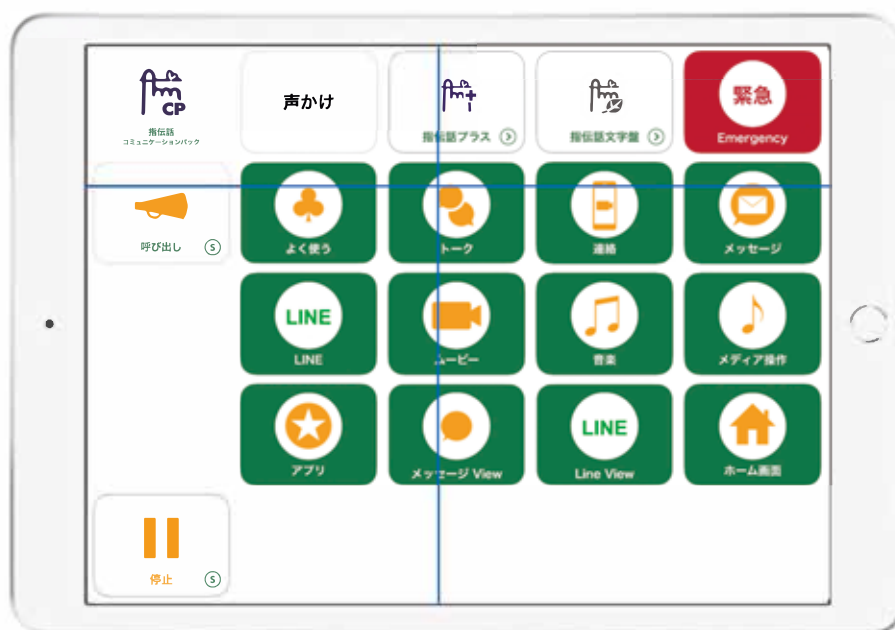 CP
指伝話
コミュニケーションパック
声かけ
指伝話プラス
指伝話文字盤
緊急
Emergency
呼び出し S
よく使う
トーク
連絡
メッセージ
LINE
LINE
ムービー
音楽
メディア操作
アプリ
メッセージ View
LINE
Line View
ホーム画面
停止 S